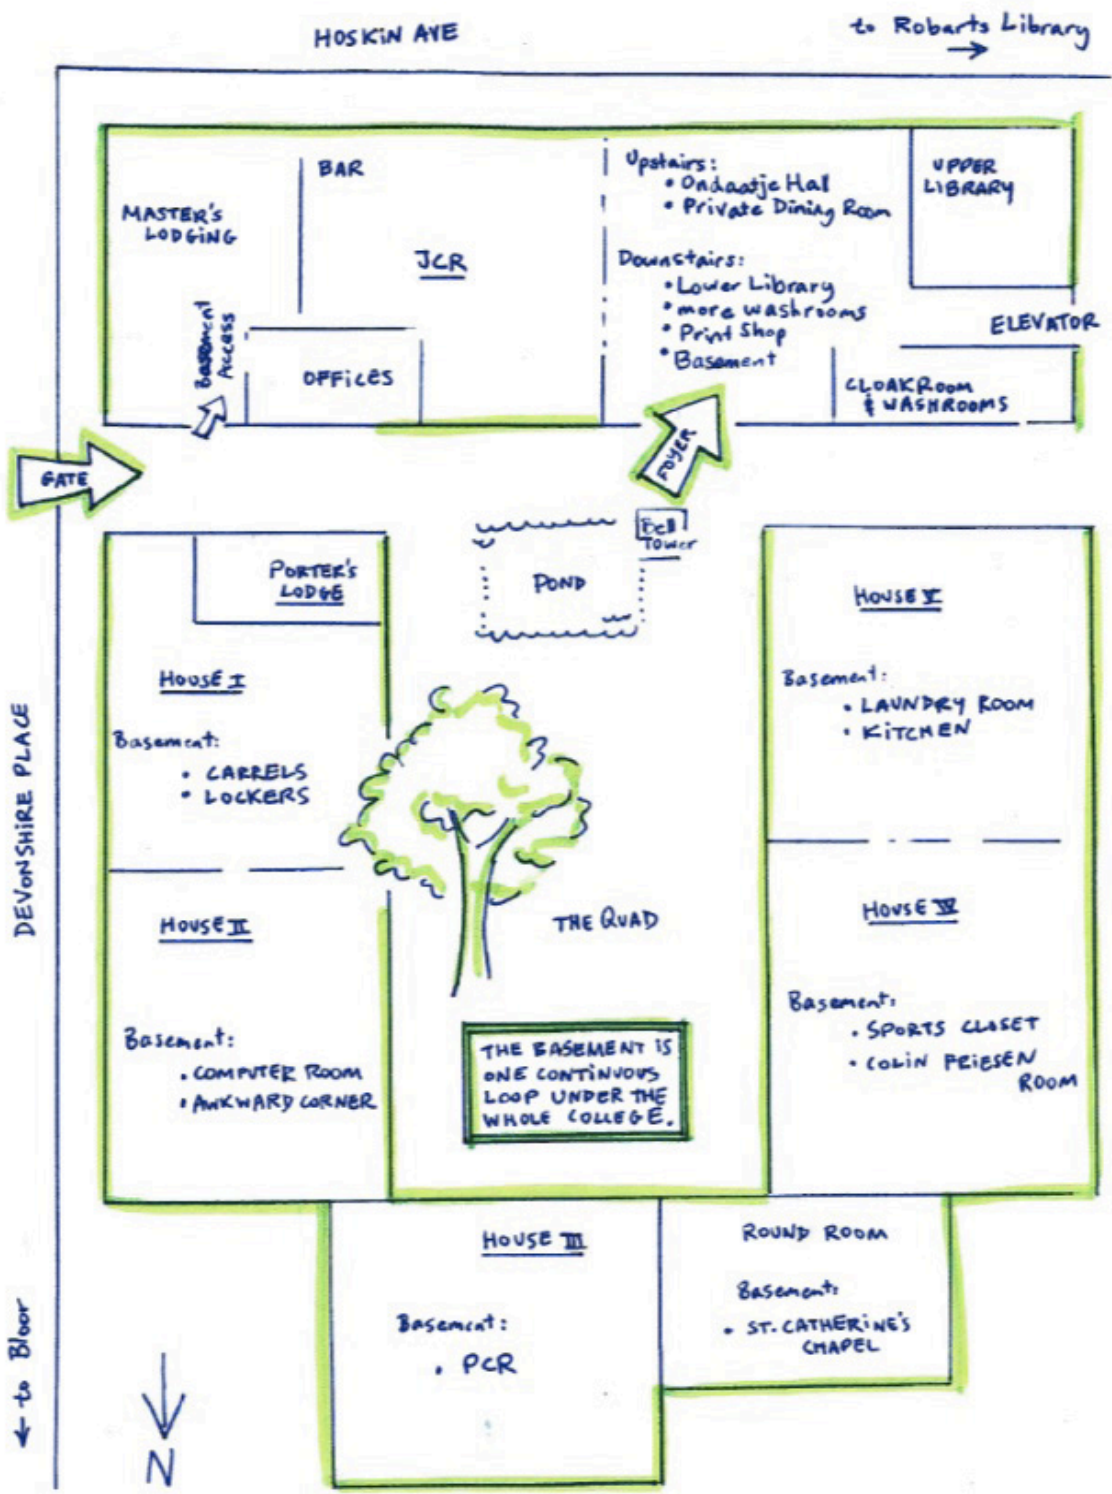 HOSKIN AVE
to Robarts Library
→
MASTER'S
LODGING
BAR
JCR
Basement
Access
OFFICES
Upstairs:
• Ondaatje Hall
• Private Dining Room
Downstairs:
• Lower Library
• more washrooms
• Print Shop
• Basement
UPPER
LIBRARY
ELEVATOR
CLOAKROOM
& WASHROOMS
GATE
FOYER
Bell
Tower
POND
PORTER'S
LODGE
HOUSE I
Basement:
• CARRELS
• LOCKERS
HOUSE II
Basement:
• COMPUTER ROOM
• AWKWARD CORNER
DEVONSHIRE PLACE
THE QUAD
THE BASEMENT IS
ONE CONTINUOUS
LOOP UNDER THE
WHOLE COLLEGE.
HOUSE V
Basement:
• LAUNDRY ROOM
• KITCHEN
HOUSE IV
Basement:
• SPORTS CLOSET
• COLIN FRIESEN
ROOM
HOUSE III
Basement:
• PCR
ROUND ROOM
Basement:
• ST. CATHERINE'S
CHAPEL
← to Bloor
N